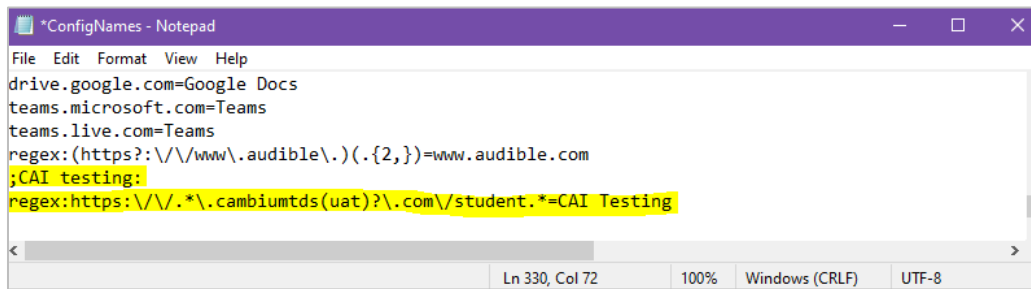 *ConfigNames - Notepad
File Edit Format View Help
drive.google.com=Google Docs
teams.microsoft.com=Teams
teams.live.com=Teams
regex:(https?:\/\/www\.audible\.)(.{2,})=www.audible.com
;CAI testing:
regex:https:\/\/.*\.cambiumtds(uat)?\.com\/student.*=CAI Testing
Ln 330, Col 72 100% Windows (CRLF) UTF-8